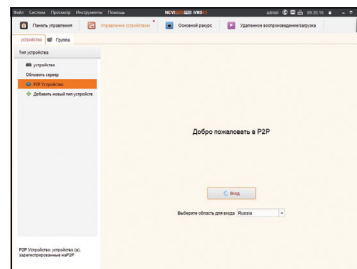 Файл Система Просмотр Инструменты Помощь
admin
Панель управления
Управление устройствами
Основной ракурс
Удаленное воспроизведение/загрузка
устройство Группа
Тип устройства
устройство
Обновить сервер
P2P Устройство
Добавить новый тип устройств
Добро пожаловать в P2P
Вход
Выберите область для входа Russia
P2P Устройство: устройство (а),
зарегистрированные наP2P